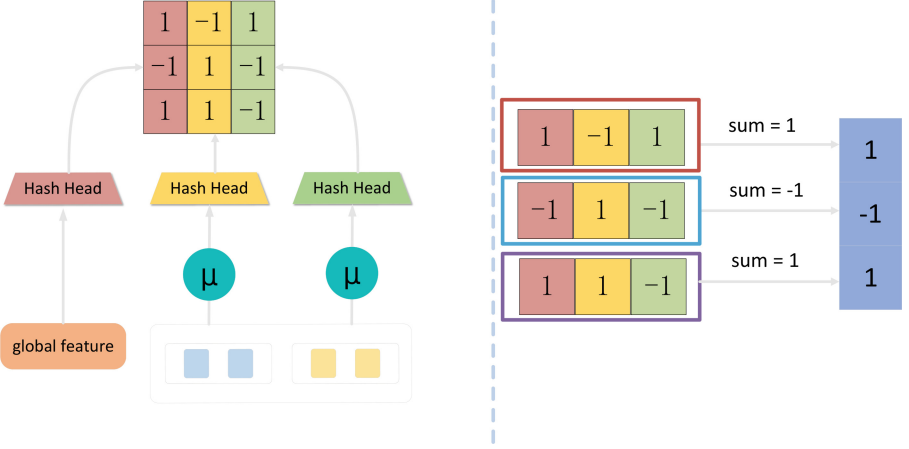 1 −1 1
−1 1 −1
1 1 −1
Hash Head
Hash Head
Hash Head
μ
μ
global feature
1 −1 1
sum = 1
1
−1 1 −1
sum = -1
-1
1 1 −1
sum = 1
1